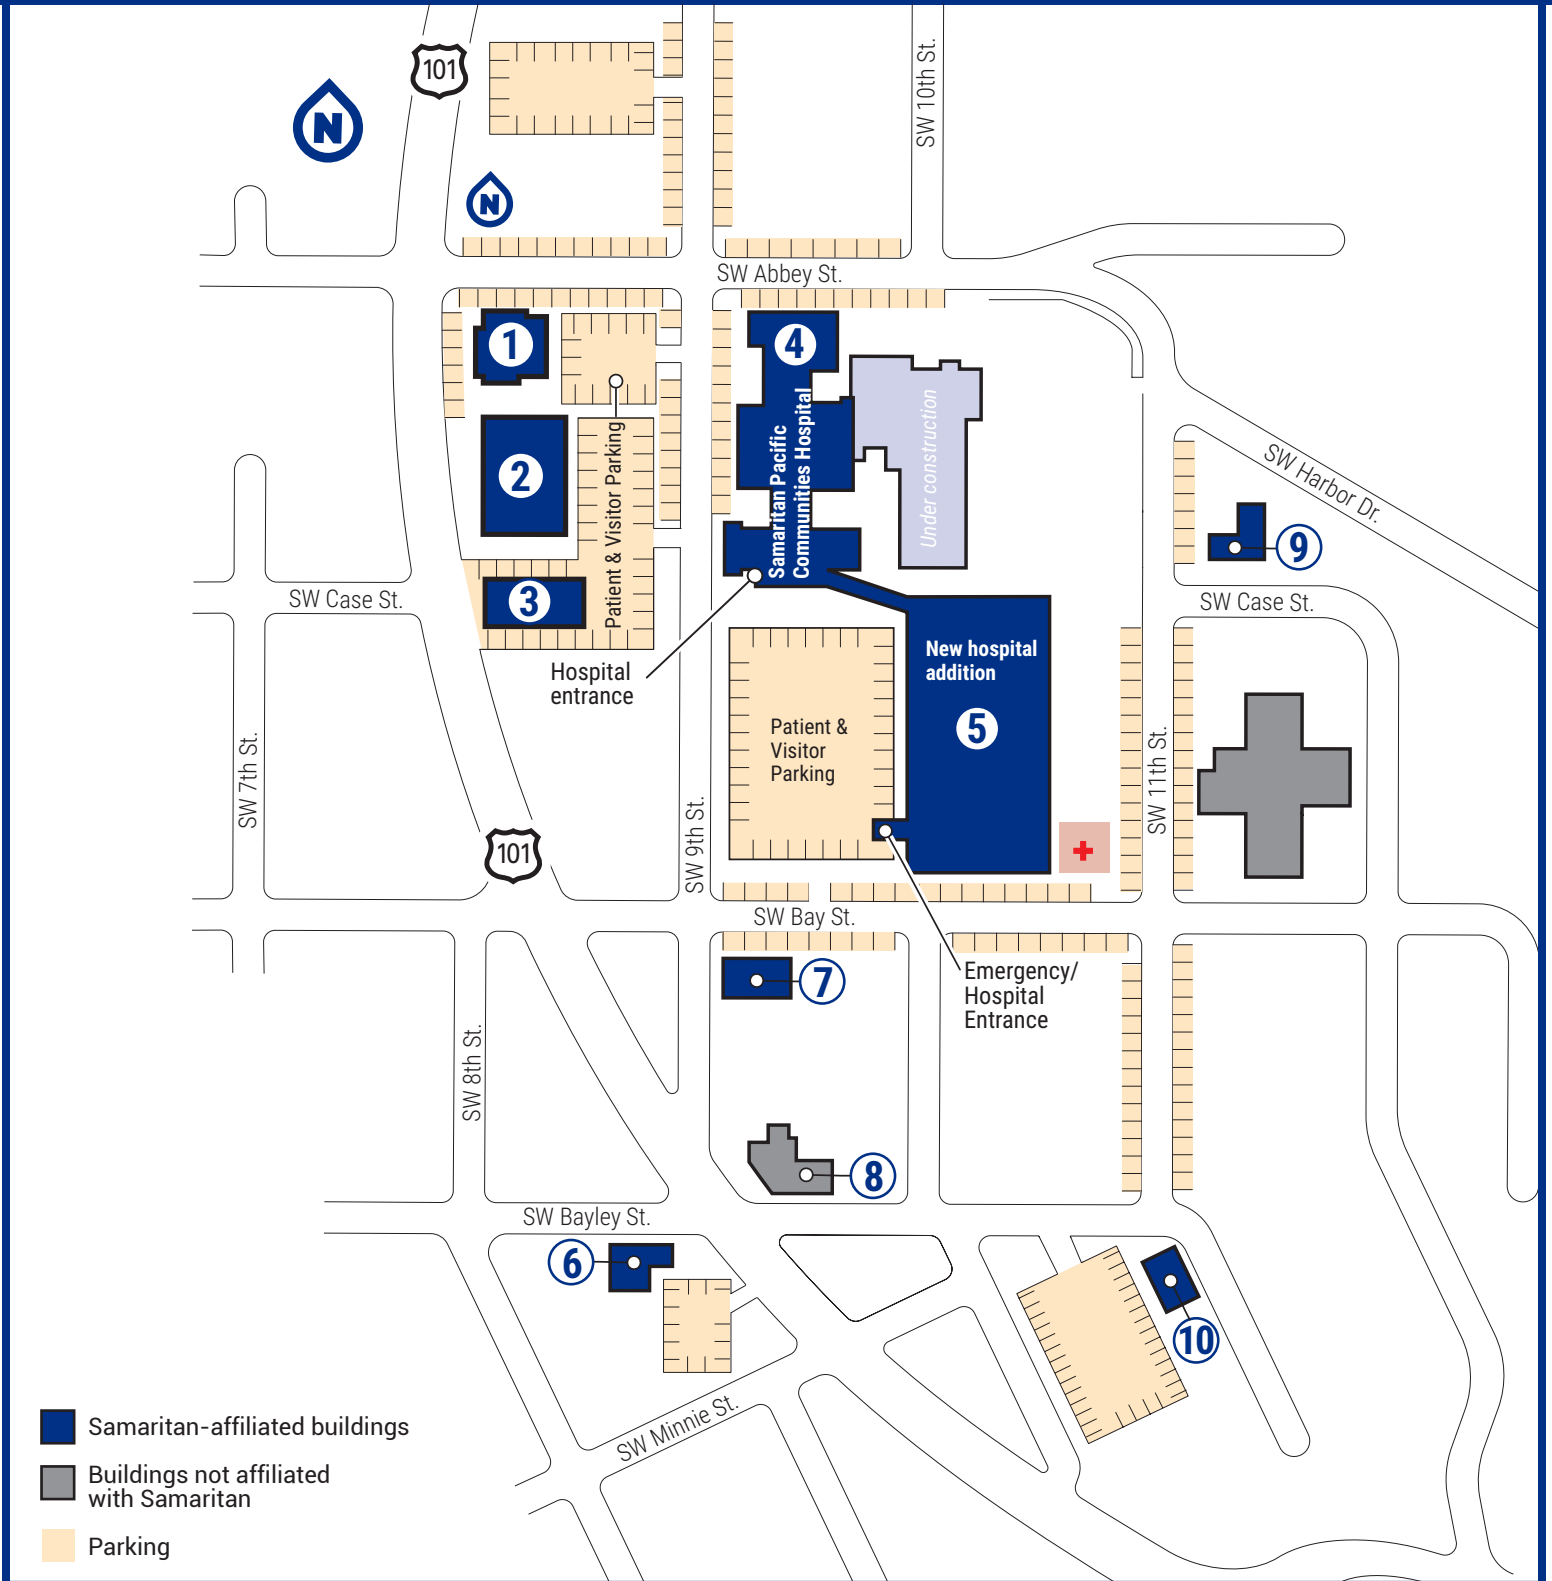 101
SW 10th St.
N
N
SW Abbey St.
1
4
Samaritan Pacific
Communities Hospital
Under construction
Patient & Visitor Parking
2
SW Harbor Dr.
9
3
SW Case St.
SW Case St.
Hospital
entrance
New hospital
addition
5
Patient &
Visitor
Parking
SW 7th St.
SW 9th St.
SW 11th St.
101
SW Bay St.
7
Emergency/
Hospital
Entrance
SW 8th St.
8
SW Bayley St.
6
10
SW Minnie St.
Samaritan-affiliated buildings
Buildings not affiliated
with Samaritan
Parking